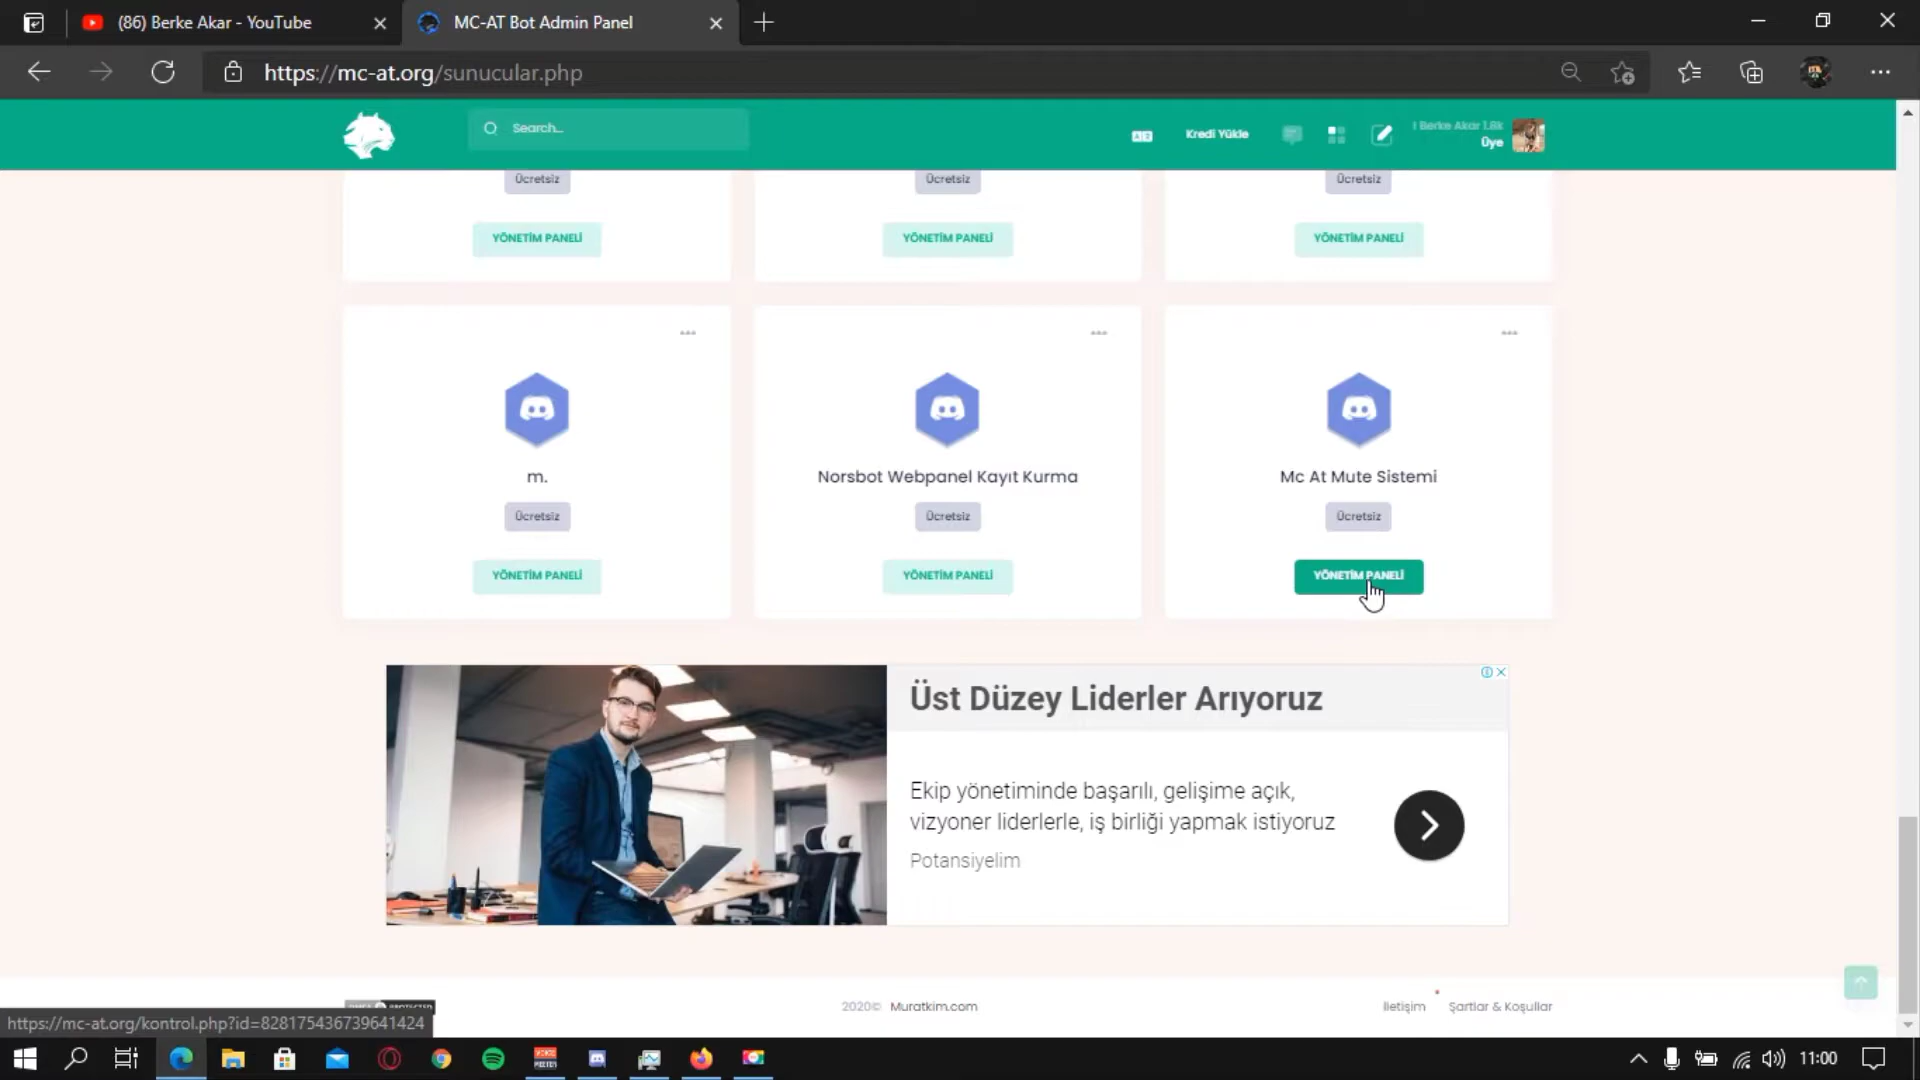 (86) Berke Akar - YouTube
MC-AT Bot Admin Panel
https://mc-at.org/sunucular.php
Search...
Kredi Yükle
! Berke Akar 1.8k
Üye
Ücretsiz
Ücretsiz
Ücretsiz
YÖNETİM PANELİ
YÖNETİM PANELİ
YÖNETİM PANELİ
m.
Norsbot Webpanel Kayıt Kurma
Mc At Mute Sistemi
Ücretsiz
Ücretsiz
Ücretsiz
YÖNETİM PANELİ
YÖNETİM PANELİ
YÖNETİM PANELİ
Üst Düzey Liderler Arıyoruz
Ekip yönetiminde başarılı, gelişime açık,
vizyoner liderlerle, iş birliği yapmak istiyoruz
Potansiyelim
2020© Muratkim.com
İletişim
Şartlar & Koşullar
https://mc-at.org/kontrol.php?id=828175436739641424
11:00